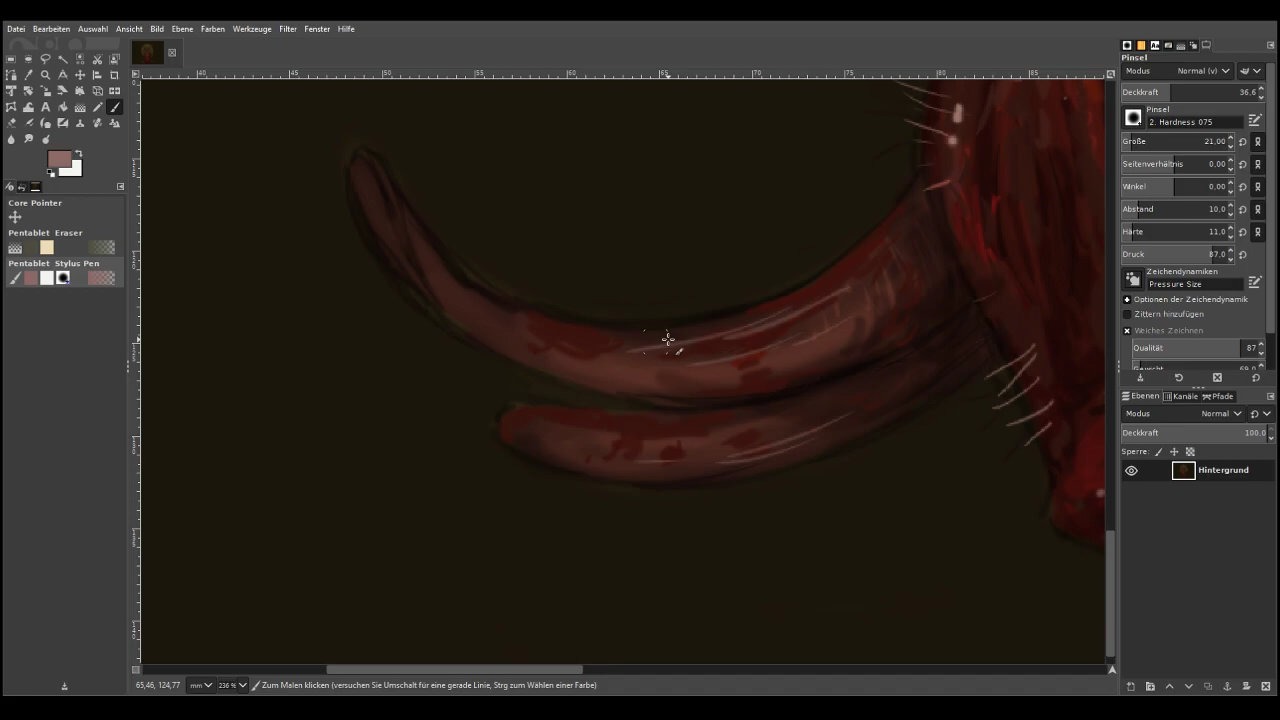 Datei Bearbeiten Auswahl Ansicht Bild Ebene Farben Werkzeuge Filter Fenster Hilfe
Pinsel
Modus Normal (v)
Deckkraft 36,6
Pinsel
2. Hardness 075
Größe 21,00
Seitenverhältnis 0,00
Winkel 0,00
Abstand 10,0
Härte 11,0
Druck 87,0
Zeichendynamiken
Pressure Size
Optionen der Zeichendynamik
Zittern hinzufügen
Weiches Zeichnen
Qualität 87
Core Pointer
Pentablet Eraser
Pentablet Stylus Pen
40 45 50 55 60 65 70 75 80 85
Ebenen Kanäle Pfade
Modus Normal
Deckkraft 100,0
Sperre:
Hintergrund
65,46, 124,77 mm 236 % Zum Malen klicken (versuchen Sie Umschalt für eine gerade Linie, Strg zum Wählen einer Farbe)